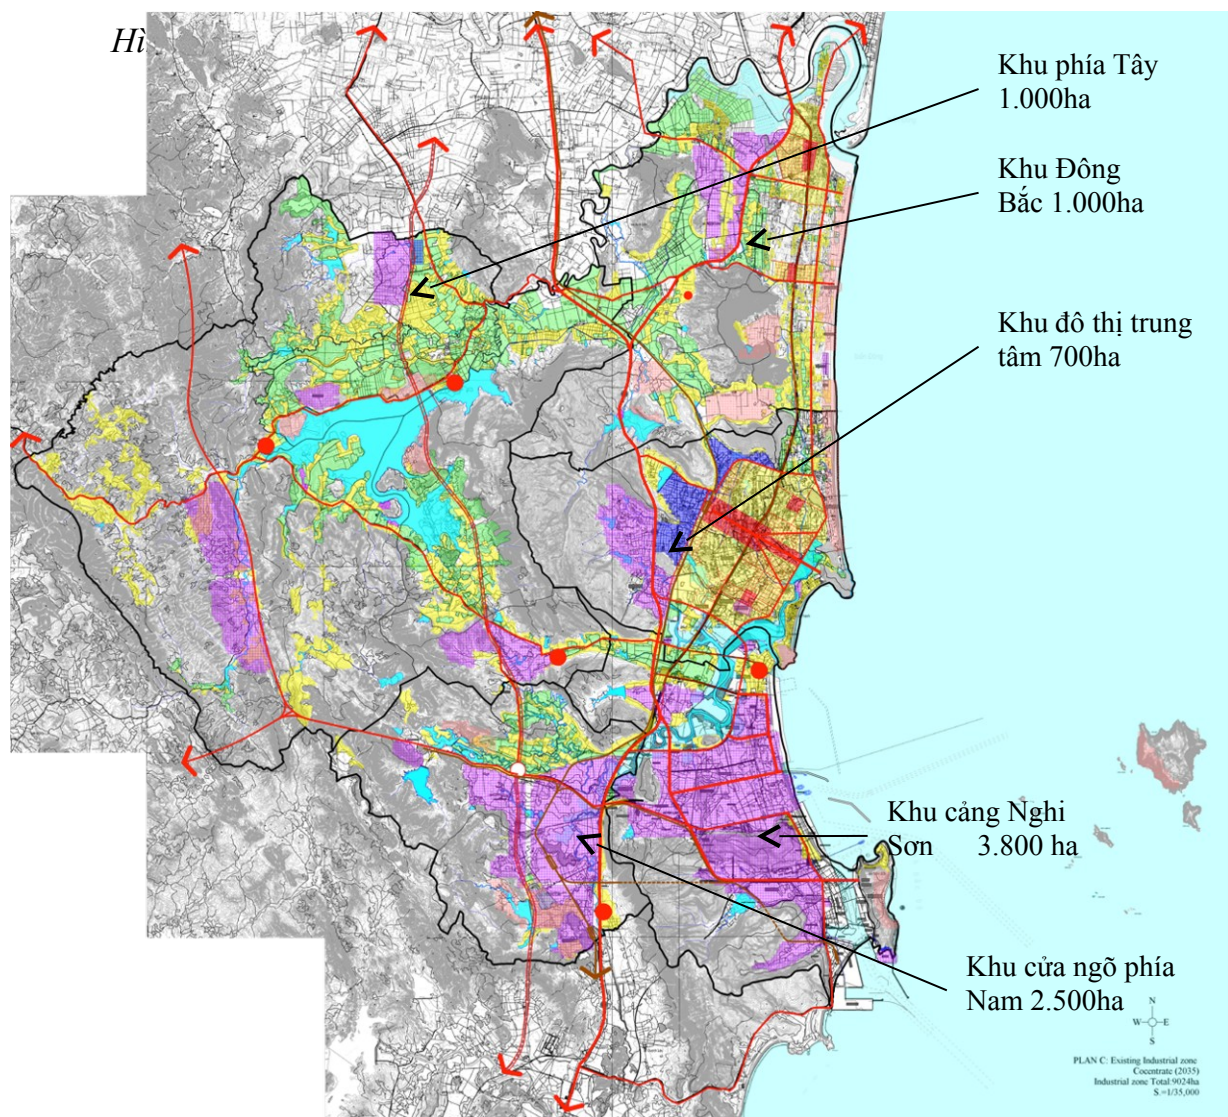 Hì
Khu phía Tây
1.000ha
Khu Đông
Bắc 1.000ha
Khu đô thị trung
tâm 700ha
Khu cảng Nghi
Sơn 3.800 ha
Khu cửa ngõ phía
Nam 2.500ha
N
W E
S
PLAN C: Existing Industrial zone
Cocentrate (2035)
Industrial zone Total:9024ha
S.=1/35,000